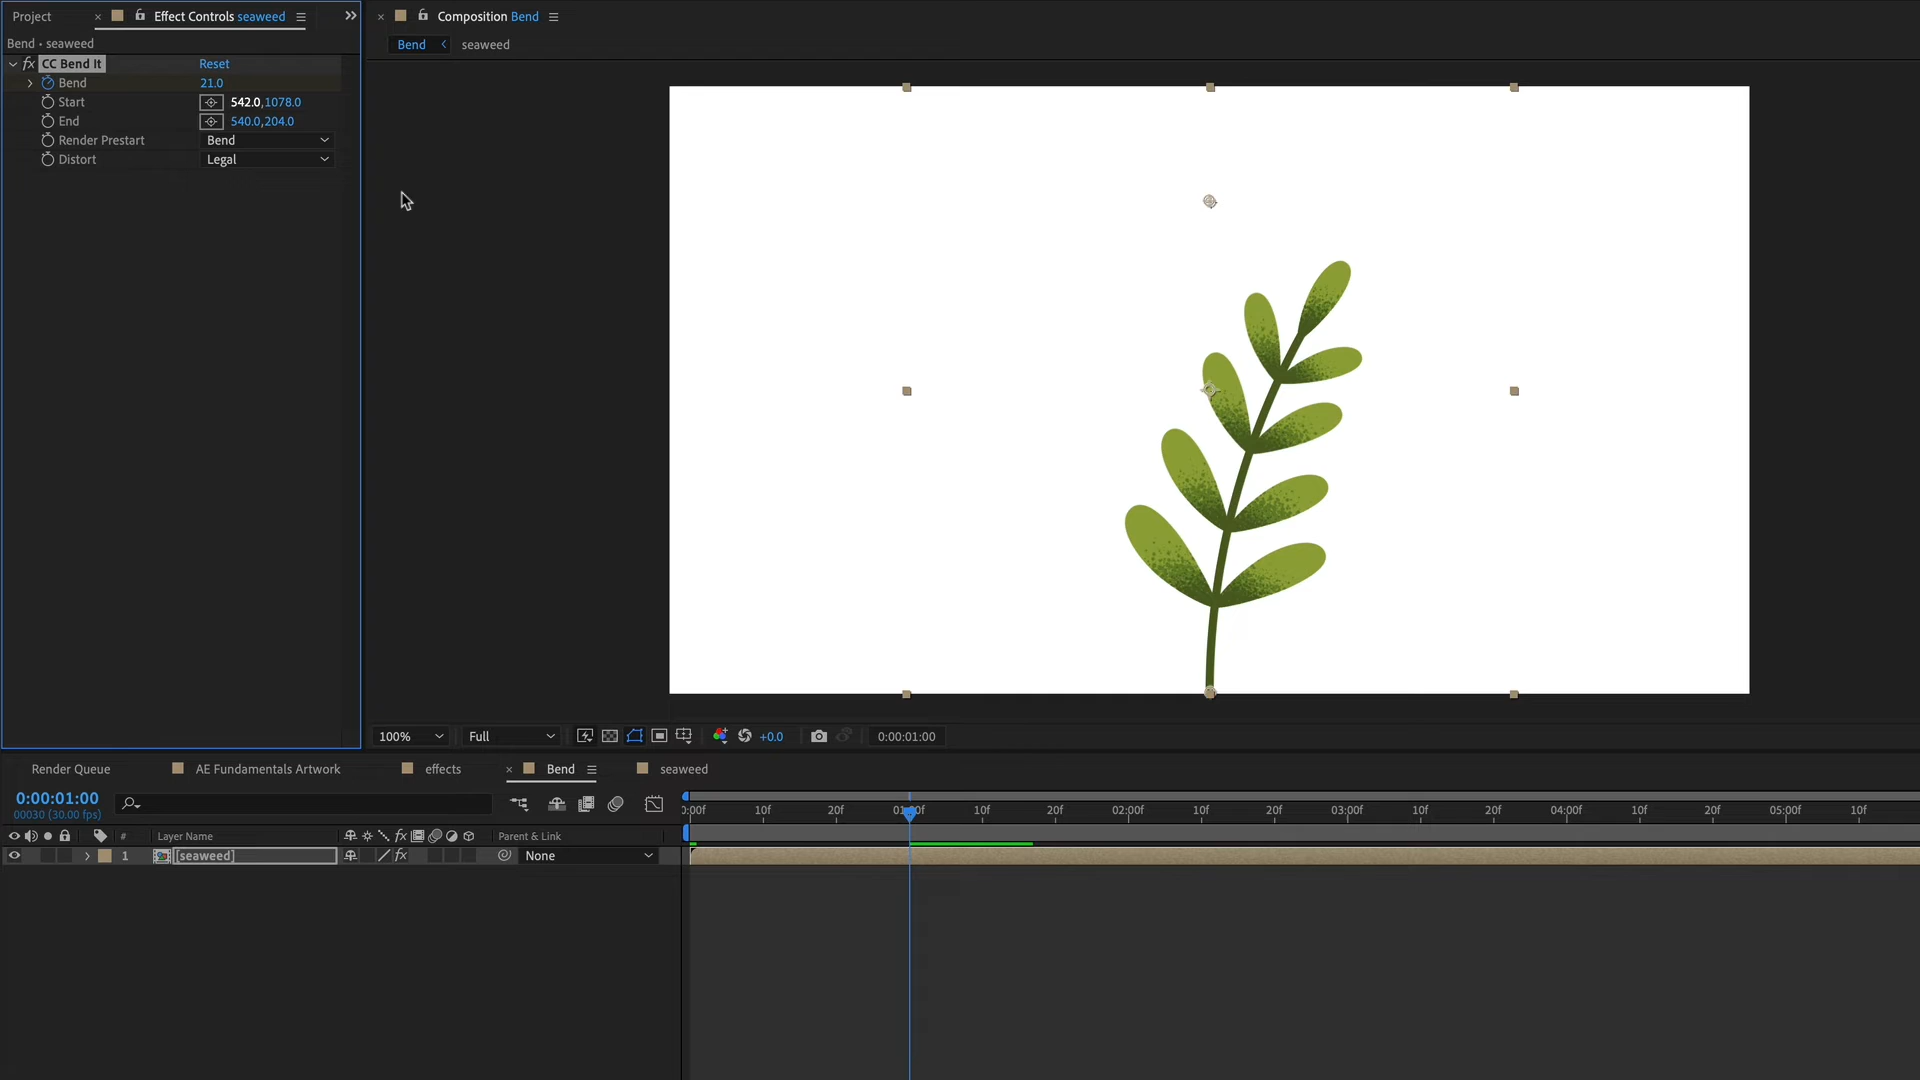 Project × Effect Controls seaweed
Bend • seaweed
fx CC Bend It Reset
Bend 21.0
Start 542.0,1078.0
End 540.0,204.0
Render Prestart Bend
Distort Legal
× Composition Bend
Bend < seaweed
100% Full +0.0 0:00:01:00
Render Queue AE Fundamentals Artwork effects × Bend seaweed
0:00:01:00
00030 (30.00 fps)
0:00f 10f 20f 01:00f 10f 20f 02:00f 10f 20f 03:00f 10f 20f 04:00f 10f 20f 05:00f 10f
# Layer Name fx Parent & Link
1 [seaweed] fx None